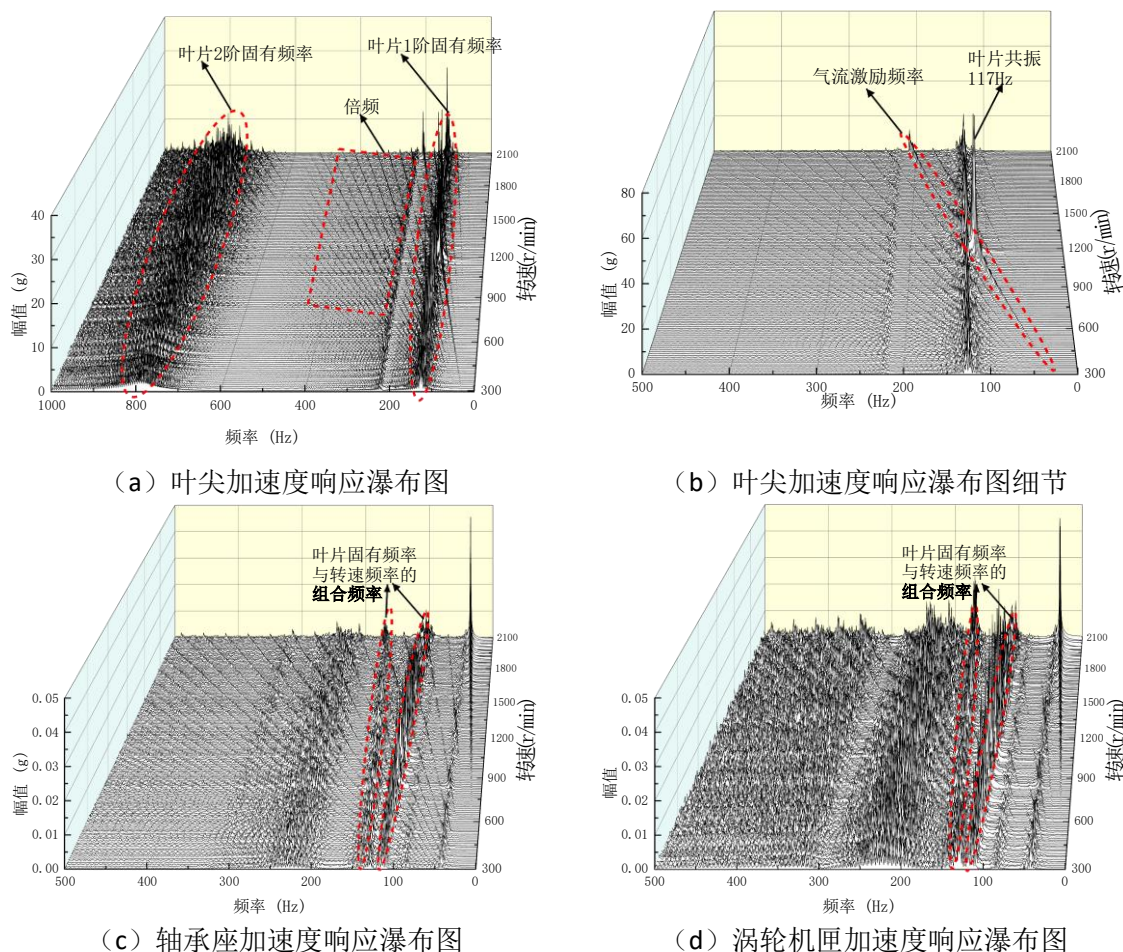 叶片2阶固有频率
叶片1阶固有频率
倍频
2100
1800
1500
1200
900
600
300
转速(r/min)
40
30
20
10
0
幅值 (g)
1000
800
600
400
200
0
频率 (Hz)
(a)叶尖加速度响应瀑布图
气流激励频率
叶片共振
117Hz
2100
1800
1500
1200
900
600
300
转速(r/min)
80
60
40
20
0
幅值 (g)
500
400
300
200
100
0
频率 (Hz)
(b)叶尖加速度响应瀑布图细节
叶片固有频率
与转速频率的
组合频率
2100
1800
1500
1200
900
600
300
转速(r/min)
0.05
0.04
0.03
0.02
0.01
0.00
幅值 (g)
500
400
300
200
100
0
频率 (Hz)
(c)轴承座加速度响应瀑布图
叶片固有频率
与转速频率的
组合频率
2100
1800
1500
1200
900
600
300
转速(r/min)
0.05
0.04
0.03
0.02
0.01
0.00
幅值 (g)
500
400
300
200
100
0
频率 (Hz)
(d)涡轮机匣加速度响应瀑布图